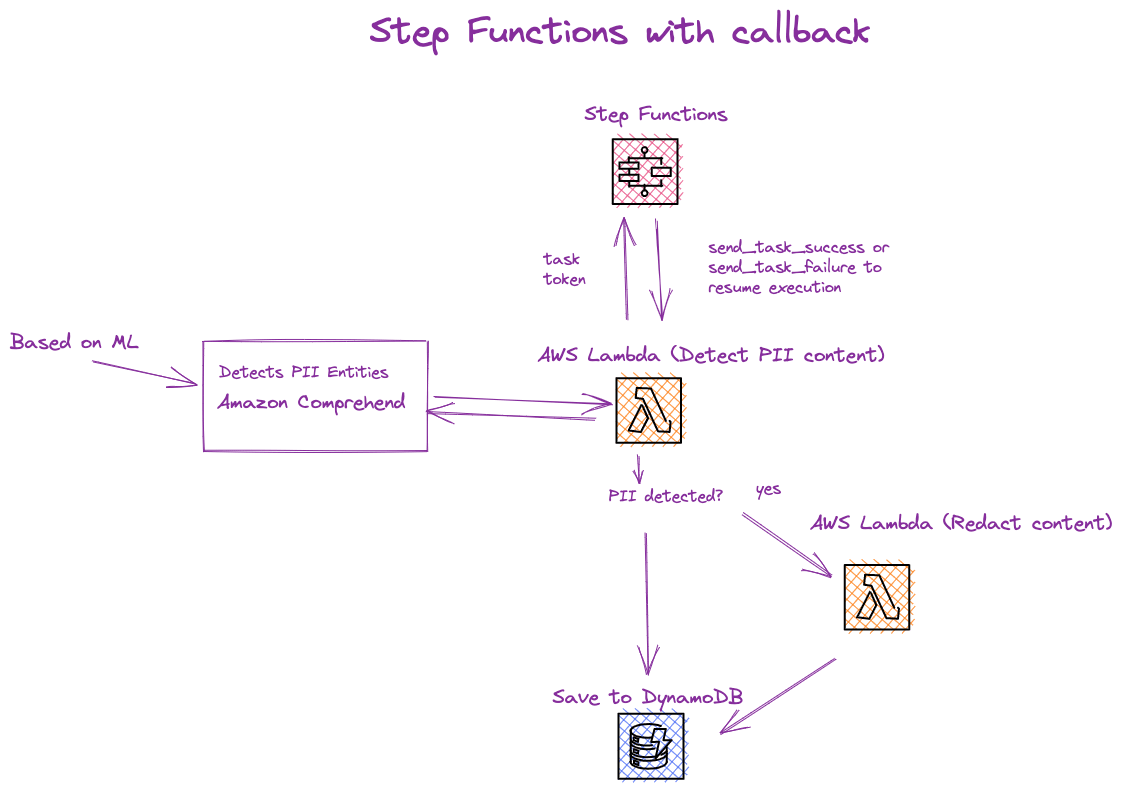 Step Functions with callback
Step Functions
task
token
send_task_success or
send_task_failure to
resume execution
Based on ML
Detects PII Entities
Amazon Comprehend
AWS Lambda (Detect PII content)
PII detected?
yes
AWS Lambda (Redact content)
Save to DynamoDB